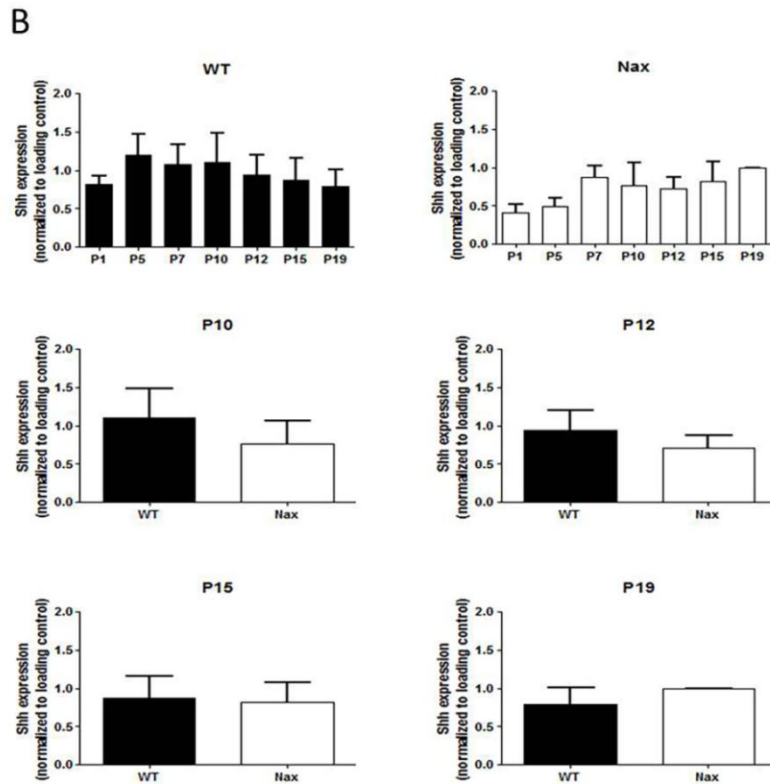 B
WT
Shh expression
(normalized to loading control)
2.0
1.5
1.0
0.5
0.0
P1 P5 P7 P10 P12 P15 P19
Nax
Shh expression
(normalized to loading control)
2.0
1.5
1.0
0.5
0.0
P1 P5 P7 P10 P12 P15 P19
P10
Shh expression
(normalized to loading control)
2.0
1.5
1.0
0.5
0.0
WT Nax
P12
Shh expression
(normalized to loading control)
2.0
1.5
1.0
0.5
0.0
WT Nax
P15
Shh expression
(normalized to loading control)
2.0
1.5
1.0
0.5
0.0
WT Nax
P19
Shh expression
(normalized to loading control)
2.0
1.5
1.0
0.5
0.0
WT Nax